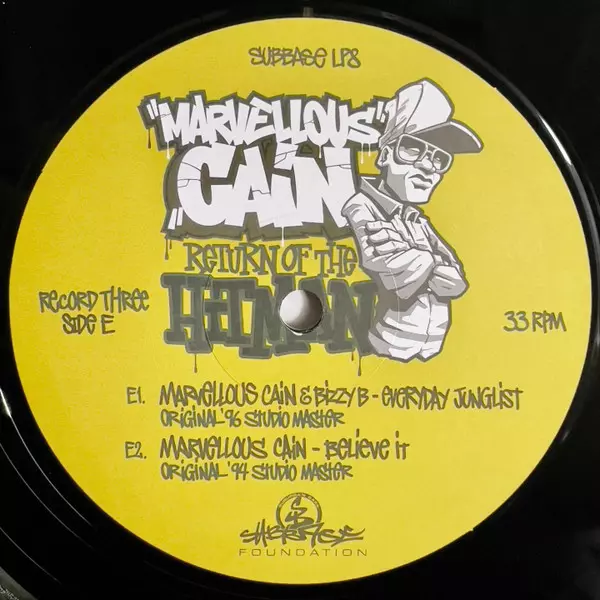 SUBBASE LP8
"MARVELLOUS"
CAIN
RETURN OF THE
HITMAN
RECORD THREE
SIDE E
33 RPM
E1. MARVELLOUS CAIN & BIZZY B - EVERYDAY JUNGLIST
ORIGINAL '96 STUDIO MASTER
E2. MARVELLOUS CAIN - BELIEVE IT
ORIGINAL '94 STUDIO MASTER
SUBBASE
FOUNDATION